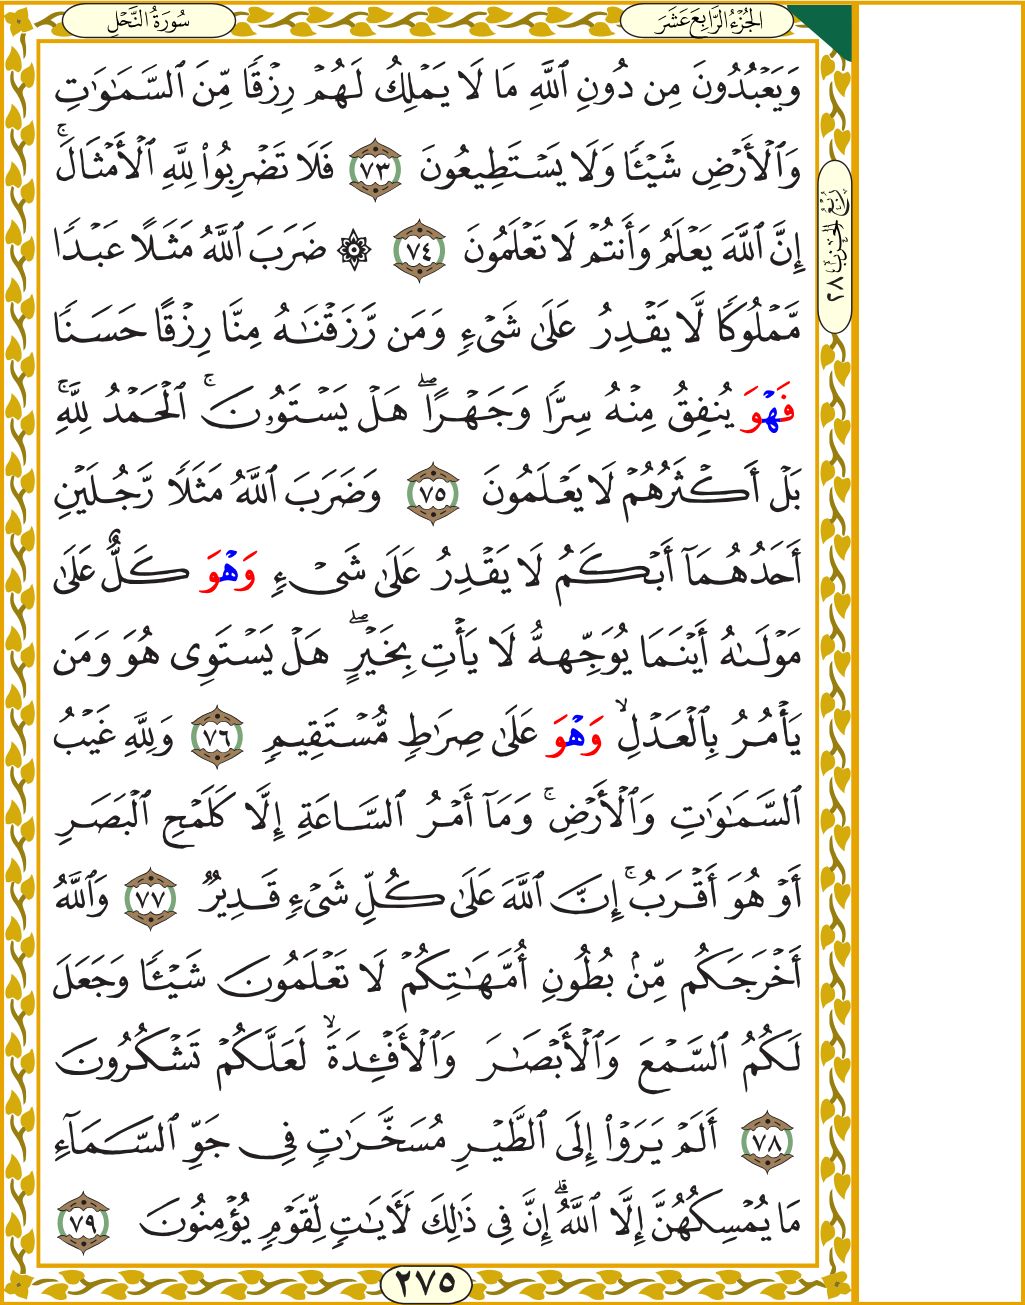 الجُزْءُ الرَّابِعَ عَشَرَ
سُورَةُ النَّحْلِ
وَيَعۡبُدُونَ مِن دُونِ ٱللَّهِ مَا لَا يَمۡلِكُ لَهُمۡ رِزۡقٗا مِّنَ ٱلسَّمَٰوَٰتِ
وَٱلۡأَرۡضِ شَيۡـٔٗا وَلَا يَسۡتَطِيعُونَ ٧٣ فَلَا تَضۡرِبُواْ لِلَّهِ ٱلۡأَمۡثَالَۚ
إِنَّ ٱللَّهَ يَعۡلَمُ وَأَنتُمۡ لَا تَعۡلَمُونَ ٧٤ ۞ ضَرَبَ ٱللَّهُ مَثَلًا عَبۡدٗا
مَّمۡلُوكٗا لَّا يَقۡدِرُ عَلَىٰ شَيۡءٖ وَمَن رَّزَقۡنَٰهُ مِنَّا رِزۡقًا حَسَنٗا
فَهۡوَ يُنفِقُ مِنۡهُ سِرّٗا وَجَهۡرًاۖ هَلۡ يَسۡتَوُۥنَۚ ٱلۡحَمۡدُ لِلَّهِۚ
بَلۡ أَكۡثَرُهُمۡ لَا يَعۡلَمُونَ ٧٥ وَضَرَبَ ٱللَّهُ مَثَلٗا رَّجُلَيۡنِ
أَحَدُهُمَآ أَبۡكَمُ لَا يَقۡدِرُ عَلَىٰ شَيۡءٖ وَهۡوَ كَلٌّ عَلَىٰ
مَوۡلَىٰهُ أَيۡنَمَا يُوَجِّههُّ لَا يَأۡتِ بِخَيۡرٍۖ هَلۡ يَسۡتَوِي هُوَ وَمَن
يَأۡمُرُ بِٱلۡعَدۡلِۙ وَهۡوَ عَلَىٰ صِرَٰطٖ مُّسۡتَقِيمٖ ٧٦ وَلِلَّهِ غَيۡبُ
ٱلسَّمَٰوَٰتِ وَٱلۡأَرۡضِۚ وَمَآ أَمۡرُ ٱلسَّاعَةِ إِلَّا كَلَمۡحِ ٱلۡبَصَرِ
أَوۡ هُوَ أَقۡرَبُۚ إِنَّ ٱللَّهَ عَلَىٰ كُلِّ شَيۡءٖ قَدِيرٞ ٧٧ وَٱللَّهُ
أَخۡرَجَكُم مِّنۢ بُطُونِ أُمَّهَٰتِكُمۡ لَا تَعۡلَمُونَ شَيۡـٔٗا وَجَعَلَ
لَكُمُ ٱلسَّمۡعَ وَٱلۡأَبۡصَٰرَ وَٱلۡأَفۡـِٔدَةَۙ لَعَلَّكُمۡ تَشۡكُرُونَ
٧٨ أَلَمۡ يَرَوۡاْ إِلَى ٱلطَّيۡرِ مُسَخَّرَٰتٖ فِي جَوِّ ٱلسَّمَآءِ
مَا يُمۡسِكُهُنَّ إِلَّا ٱللَّهُۗ إِنَّ فِي ذَٰلِكَ لَأٓيَٰتٖ لِّقَوۡمٖ يُؤۡمِنُونَ ٧٩
رُبْعُ الحِزْبِ ٢٨
٢٧٥